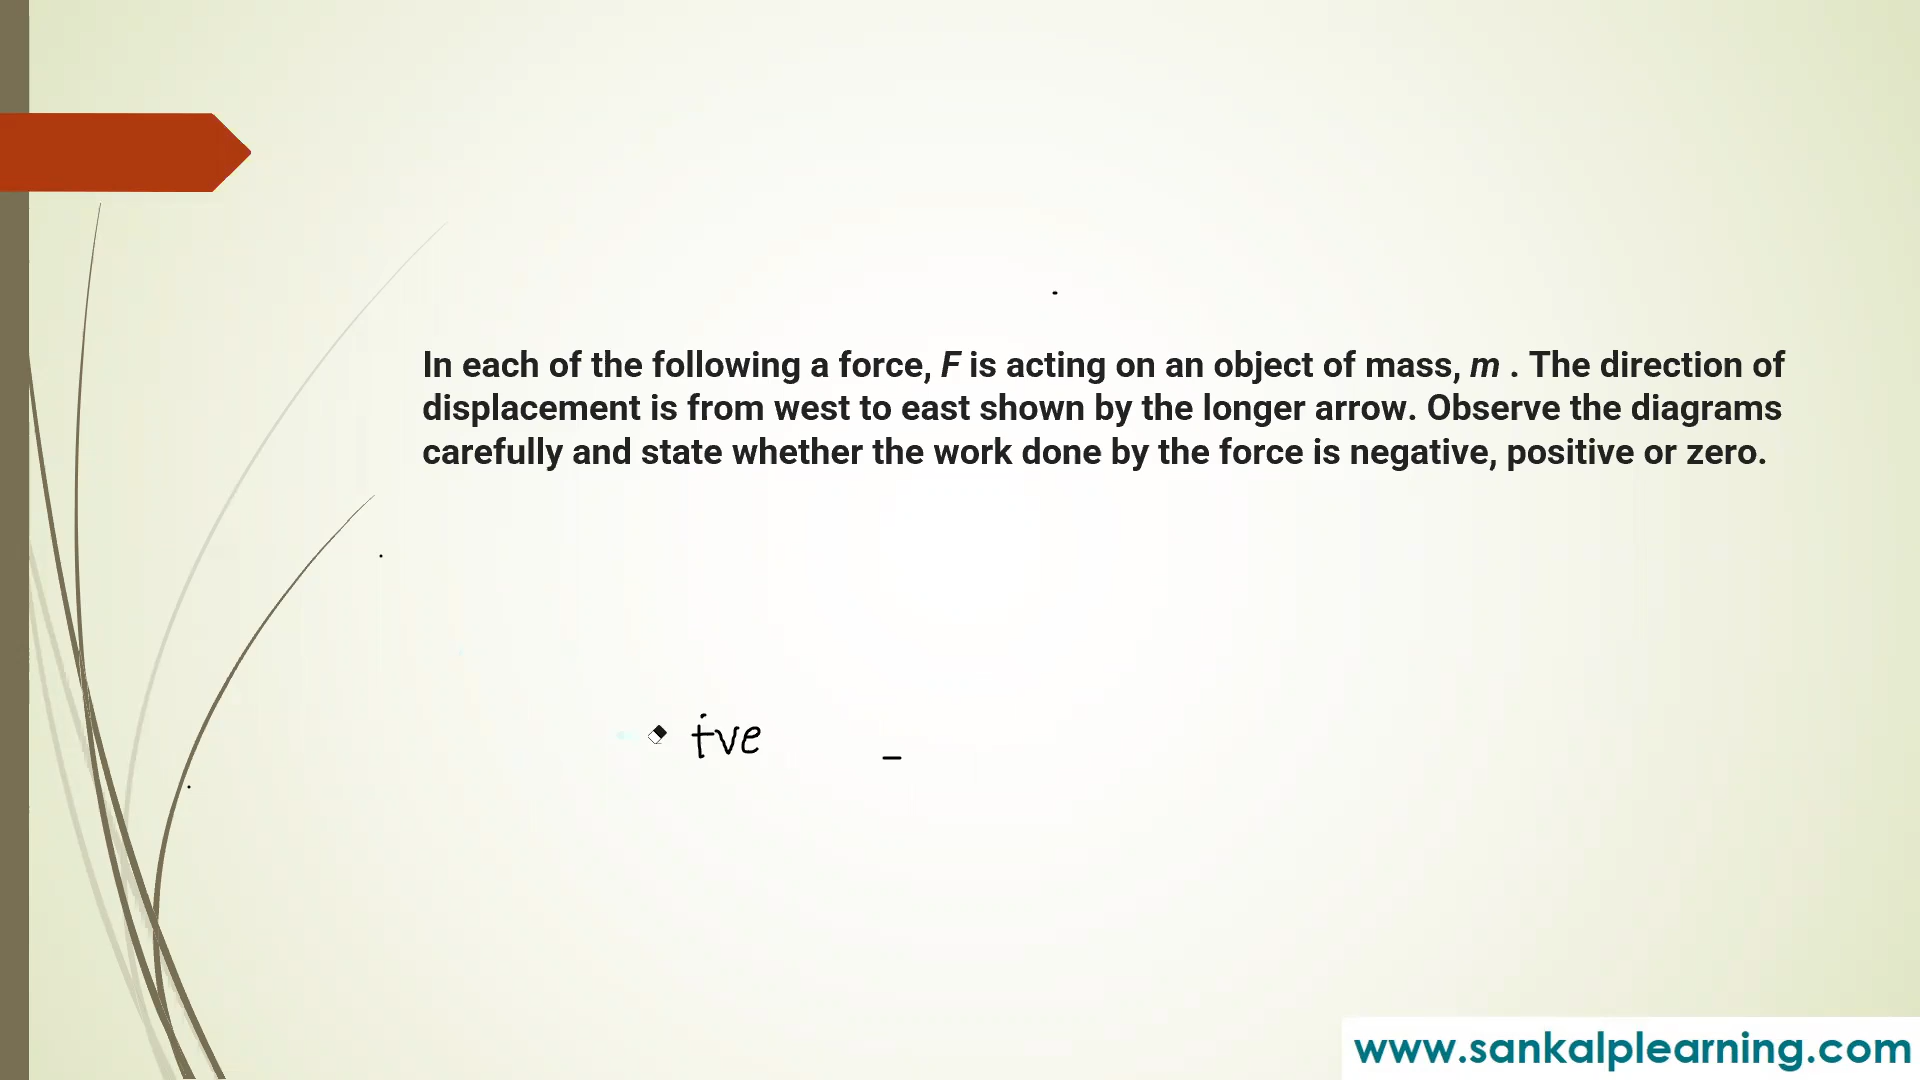 In each of the following a force, F is acting on an object of mass, m . The direction of
displacement is from west to east shown by the longer arrow. Observe the diagrams
carefully and state whether the work done by the force is negative, positive or zero.
+ve –
www.sankalplearning.com